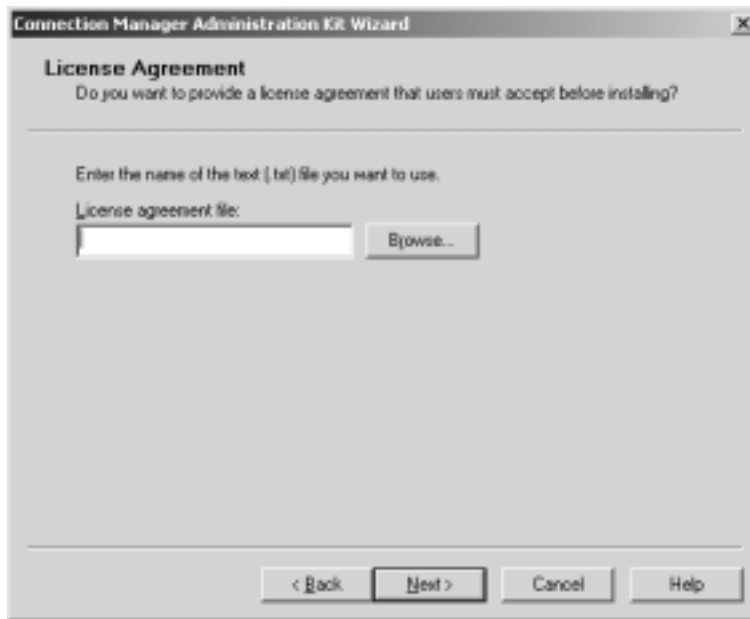 Connection Manager Administration Kit Wizard
License Agreement
Do you want to provide a license agreement that users must accept before installing?
Enter the name of the text (.txt) file you want to use.
License agreement file:
Browse...
< Back Next > Cancel Help